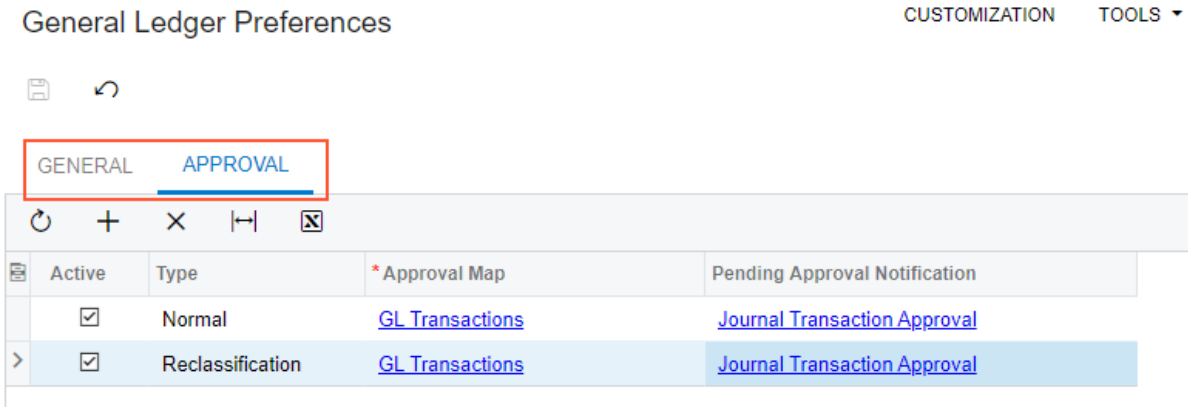 General Ledger Preferences CUSTOMIZATION TOOLS
GENERAL APPROVAL
Active Type * Approval Map Pending Approval Notification
Normal GL Transactions Journal Transaction Approval
Reclassification GL Transactions Journal Transaction Approval